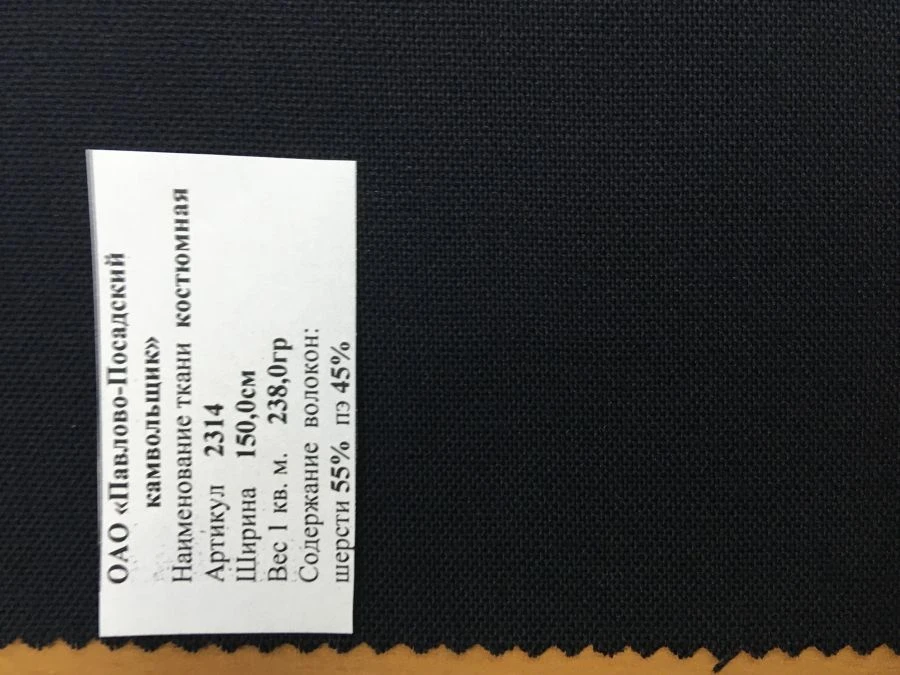 ОАО «Павлово-Посадский
камвольщик»
Наименование ткани костюмная
Артикул 2314
Ширина 150,0см
Вес 1 кв. м. 238,0гр
Содержание волокон:
шерсти 55% пэ 45%